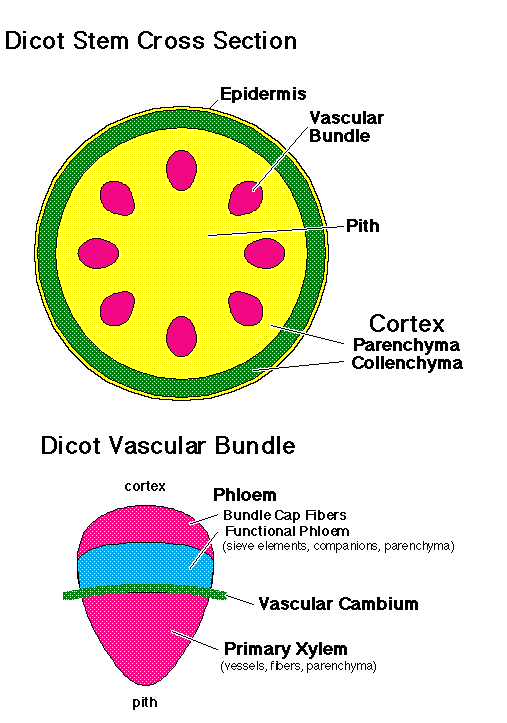 Dicot Stem Cross Section
Epidermis
Vascular
Bundle
Pith
Cortex
Parenchyma
Collenchyma
Dicot Vascular Bundle
cortex
Phloem
Bundle Cap Fibers
Functional Phloem
(sieve elements, companions, parenchyma)
Vascular Cambium
Primary Xylem
(vessels, fibers, parenchyma)
pith